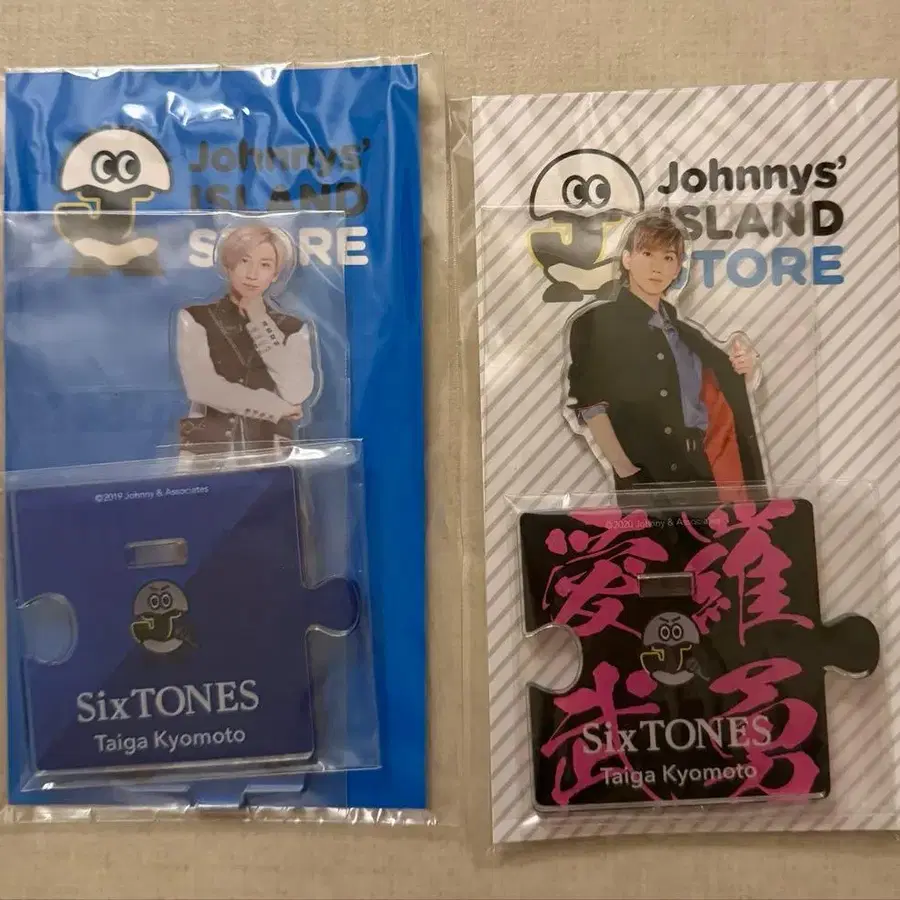 Johnnys'
ISLAND
STORE
©2019 Johnny & Associates
J
SixTONES
Taiga Kyomoto
Johnnys'
ISLAND
STORE
©2020 Johnny & Associates
愛羅
武勇
J
SixTONES
Taiga Kyomoto